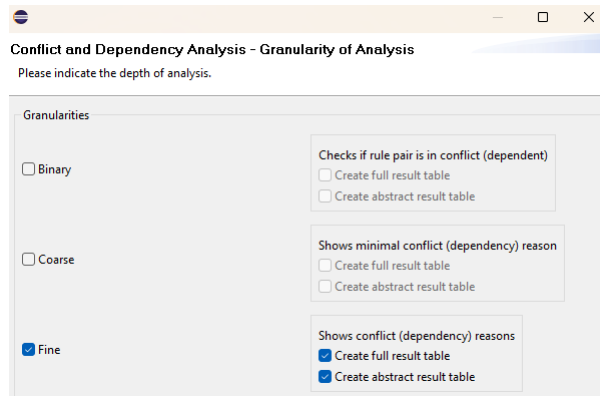 Conflict and Dependency Analysis - Granularity of Analysis
Please indicate the depth of analysis.
Granularities
Binary
Checks if rule pair is in conflict (dependent)
Create full result table
Create abstract result table
Coarse
Shows minimal conflict (dependency) reason
Create full result table
Create abstract result table
Fine
Shows conflict (dependency) reasons
Create full result table
Create abstract result table